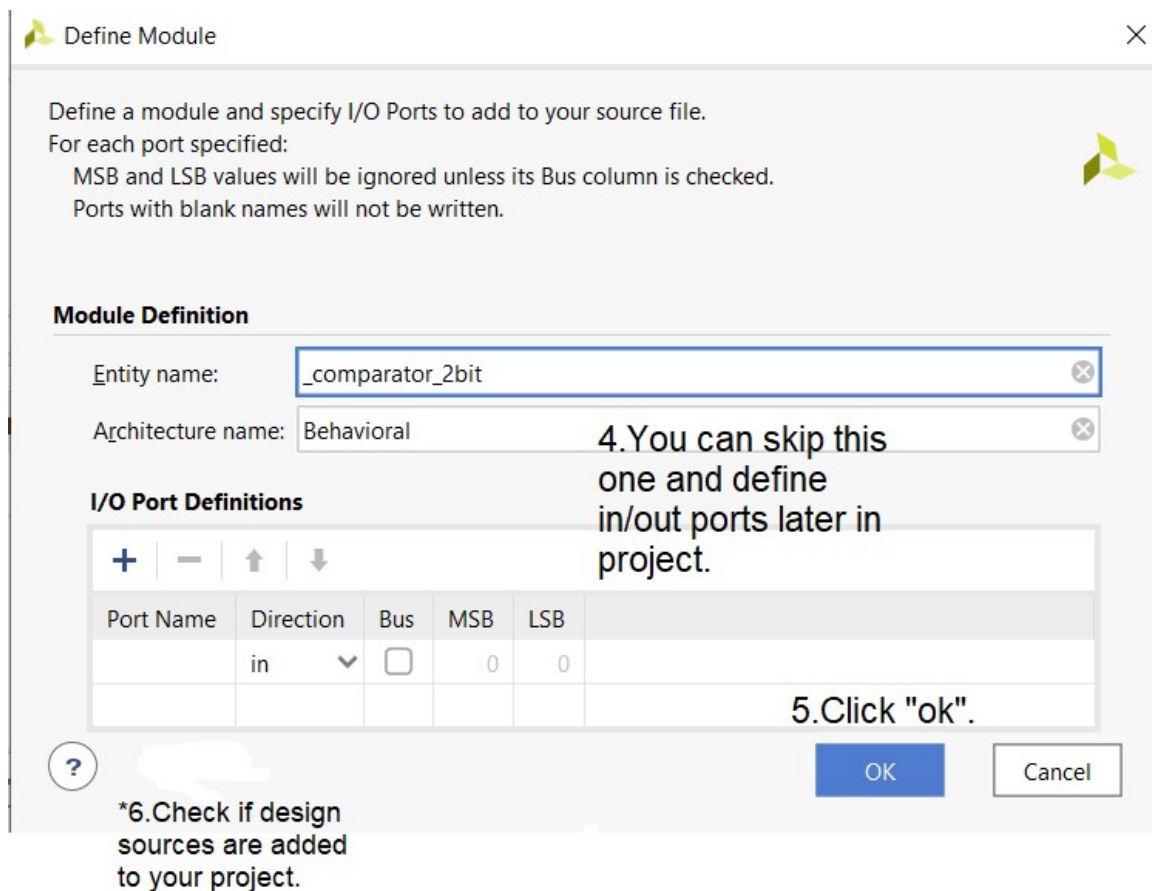 Define Module
Define a module and specify I/O Ports to add to your source file.
For each port specified:
MSB and LSB values will be ignored unless its Bus column is checked.
Ports with blank names will not be written.
Module Definition
Entity name: _comparator_2bit
Architecture name: Behavioral
4.You can skip this
one and define
in/out ports later in
project.
I/O Port Definitions
Port Name Direction Bus MSB LSB
in 0 0
5.Click "ok".
? OK Cancel
*6.Check if design
sources are added
to your project.